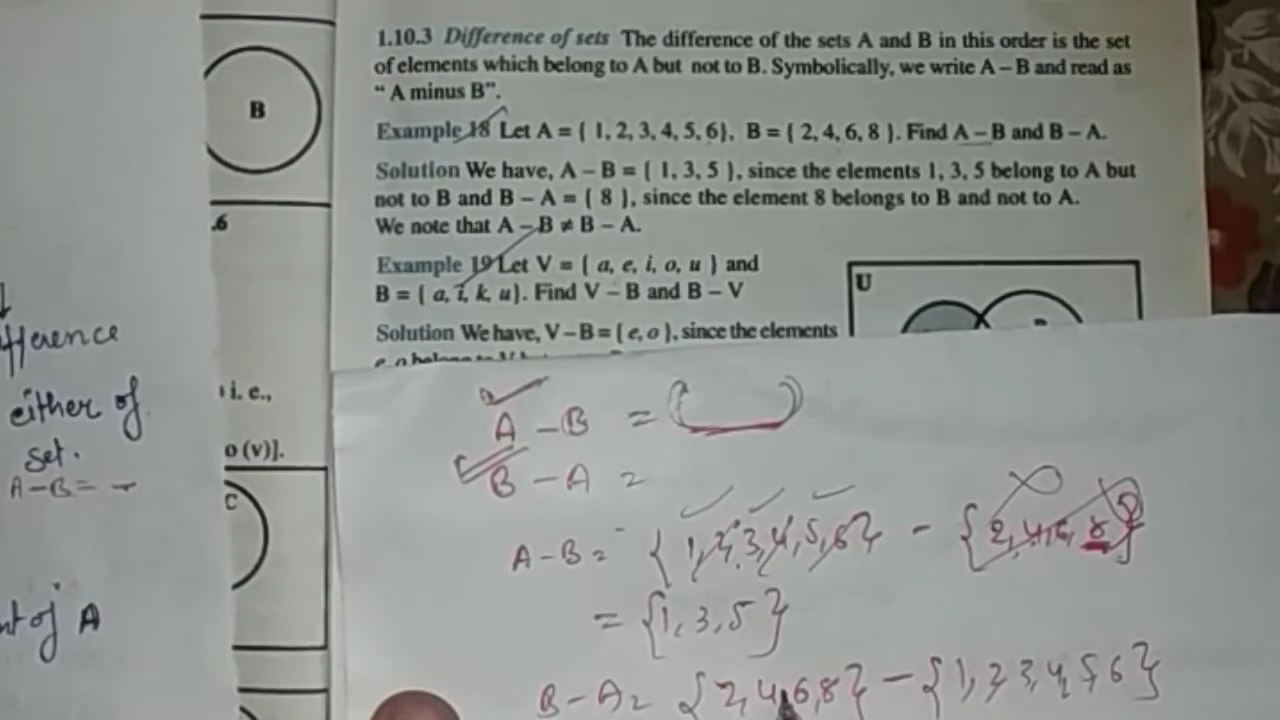 1.10.3 Difference of sets The difference of the sets A and B in this order is the set
of elements which belong to A but not to B. Symbolically, we write A – B and read as
“ A minus B”.
Example 18 Let A = { 1, 2, 3, 4, 5, 6}, B = { 2, 4, 6, 8 }. Find A – B and B – A.
Solution We have, A – B = { 1, 3, 5 }, since the elements 1, 3, 5 belong to A but
not to B and B – A = { 8 }, since the element 8 belongs to B and not to A.
We note that A – B ≠ B – A.
Example 19 Let V = { a, e, i, o, u } and
B = { a, i, k, u}. Find V – B and B – V
Solution We have, V – B = { e, o }, since the elements
U
B
.6
i. e.,
o (v)].
C
either of
set.
A-B=
of A
A - B =
B - A =
A-B = { 1, 2, 3, 4, 5, 6} - {2, 4, 6, 8}
= {1, 3, 5}
B-A= {2, 4, 6, 8} - {1, 2, 3, 4, 5, 6}